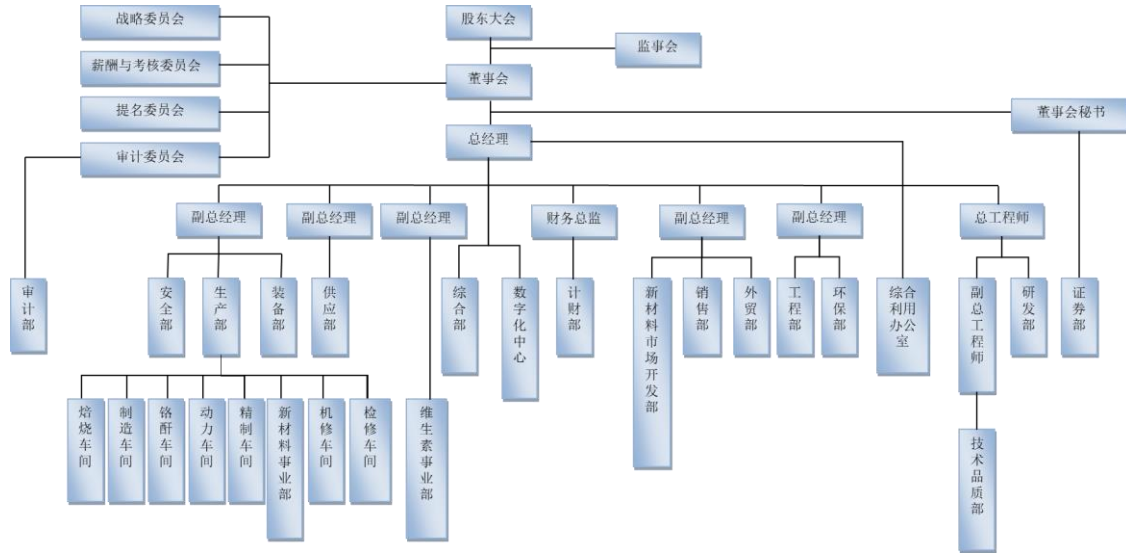 战略委员会
股东大会
监事会
薪酬与考核委员会
董事会
提名委员会
董事会秘书
总经理
审计委员会
副总经理
副总经理
副总经理
财务总监
副总经理
副总经理
总工程师
审计部
安全部
生产部
装备部
供应部
综合部
数字化中心
计财部
新材料市场开发部
销售部
外贸部
工程部
环保部
综合利用办公室
副总工程师
研发部
证券部
焙烧车间
制造车间
铬酐车间
动力车间
精制车间
新材料事业部
机修车间
检修车间
维生素事业部
技术品质部